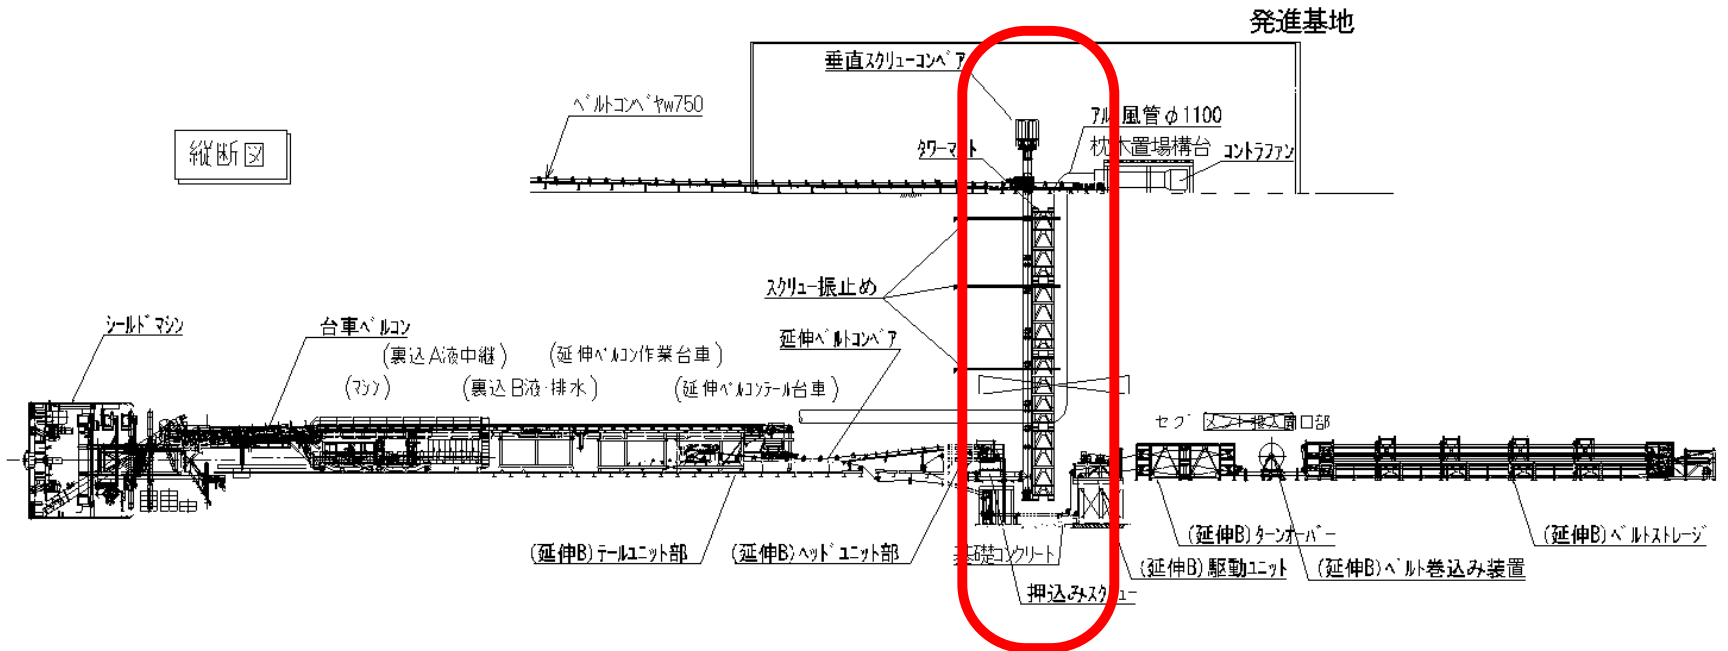 発進基地
垂直スクリューコンベア
ベルトコンベヤw750
縦断図
タワーマスト
風管φ1100
枕木置場構台
コントラファン
スクリュー振止め
シールドマシン
台車ベルコン
(裏込A液中継)
(延伸ベルコン作業台車)
延伸ベルトコンベア
(マシン)
(裏込B液・排水)
(延伸ベルコンテール台車)
開口部
(延伸B)テールユニット部
(延伸B)ヘッドユニット部
基礎コンクリート
(延伸B)ターンオーバー
(延伸B)ベルトストレージ
(延伸B)駆動ユニット
(延伸B)ベルト巻込み装置
押込みスクリュー